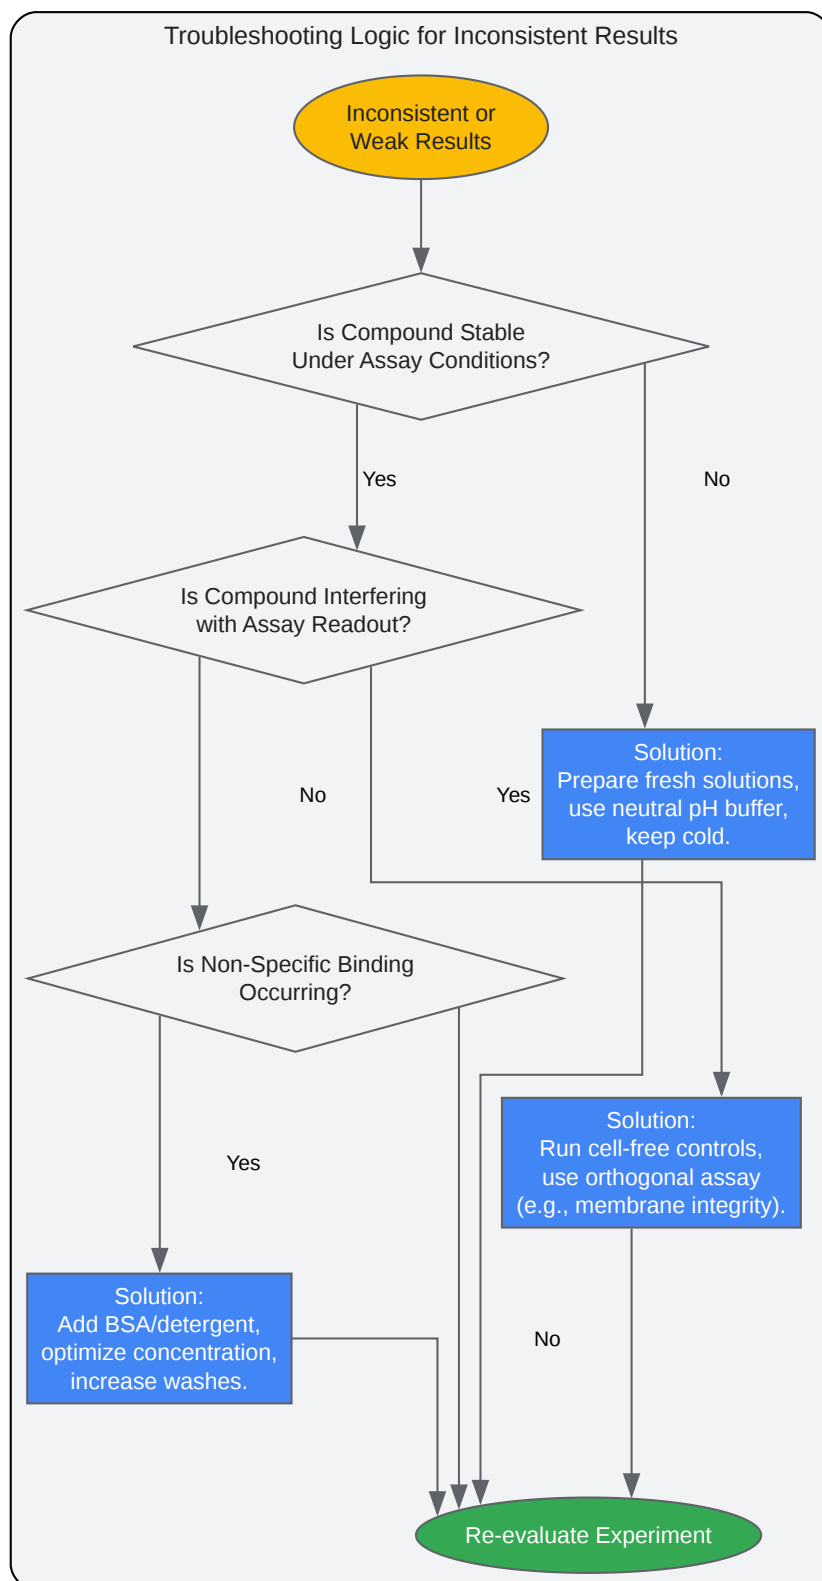 Troubleshooting Logic for Inconsistent Results
Inconsistent or
Weak Results
Is Compound Stable
Under Assay Conditions?
Yes
No
Is Compound Interfering
with Assay Readout?
Solution:
Prepare fresh solutions,
use neutral pH buffer,
keep cold.
No
Yes
Is Non-Specific Binding
Occurring?
Solution:
Run cell-free controls,
use orthogonal assay
(e.g., membrane integrity).
Yes
Solution:
Add BSA/detergent,
optimize concentration,
increase washes.
No
Re-evaluate Experiment